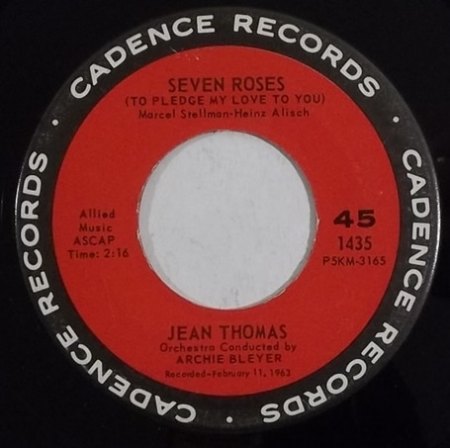 CADENCE RECORDS · CADENCE RECORDS · CADENCE RECORDS ·
SEVEN ROSES
(TO PLEDGE MY LOVE TO YOU)
Marcel Stellman-Heinz Alisch
Allied
Music
ASCAP
Time: 2:16
45
1435
P5KM-3165
JEAN THOMAS
Orchestra Conducted by
ARCHIE BLEYER
Recorded-February 11, 1963